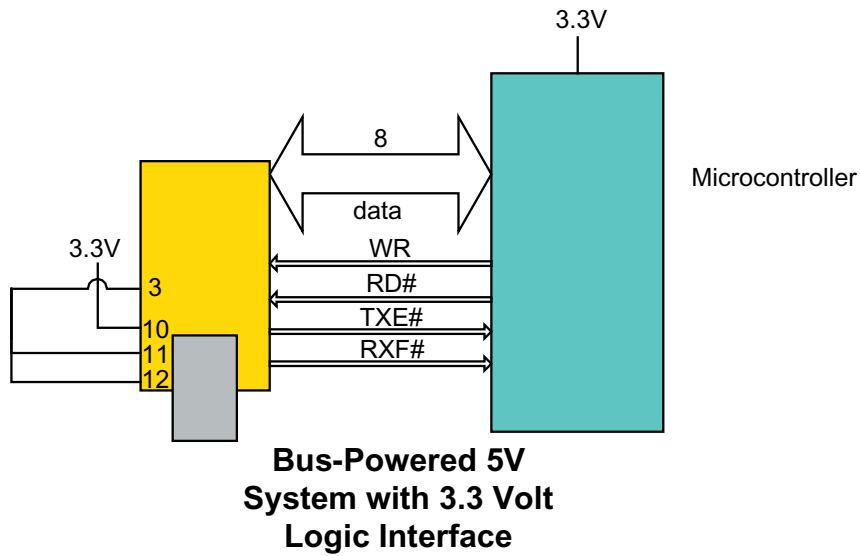 3.3V
8
Microcontroller
data
3.3V
WR
3
RD#
10
TXE#
11
RXF#
12
Bus-Powered 5V
System with 3.3 Volt
Logic Interface